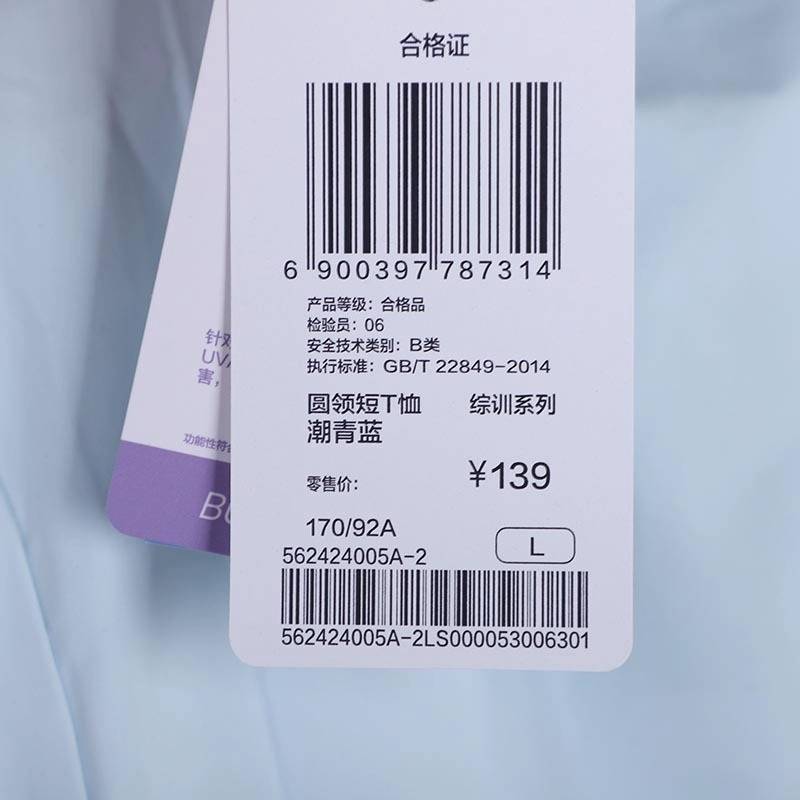 合格证
6 900397 787314
产品等级：合格品
检验员：06
安全技术类别：B类
执行标准：GB/T 22849-2014
圆领短T恤 综训系列
潮青蓝
零售价： ¥139
170/92A
562424005A-2 L
562424005A-2LS000053006301
针对
UVA
害，
功能性符合